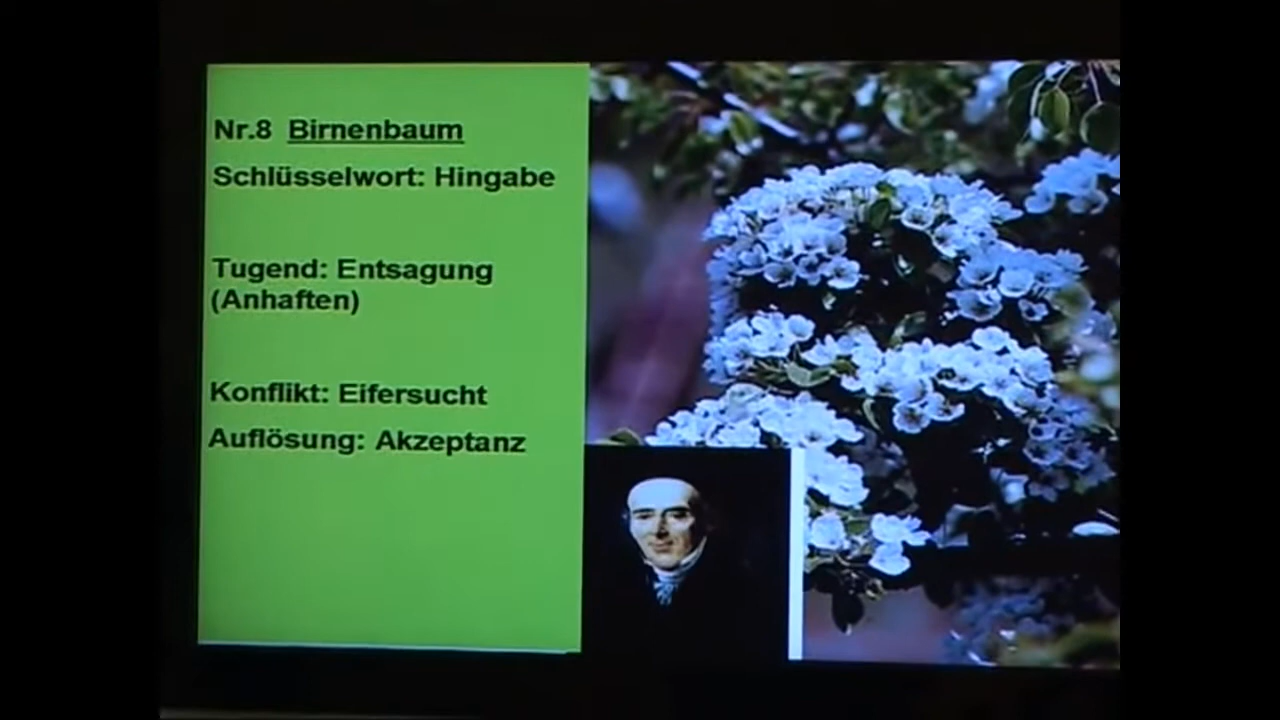 Nr.8 Birnenbaum
Schlüsselwort: Hingabe
Tugend: Entsagung
(Anhaften)
Konflikt: Eifersucht
Auflösung: Akzeptanz